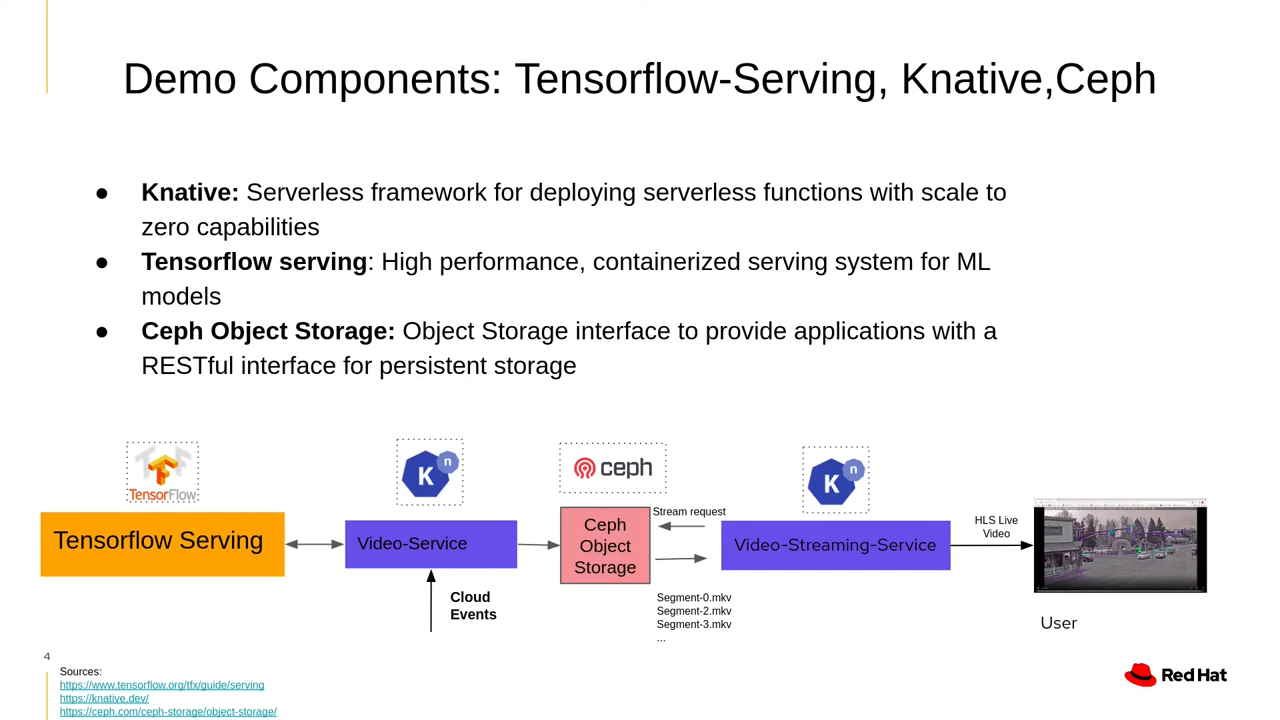 Demo Components: Tensorflow-Serving, Knative,Ceph
● Knative: Serverless framework for deploying serverless functions with scale to
zero capabilities
● Tensorflow serving: High performance, containerized serving system for ML
models
● Ceph Object Storage: Object Storage interface to provide applications with a
RESTful interface for persistent storage
TensorFlow
K n
ceph
K n
Tensorflow Serving
Video-Service
Cloud
Events
Ceph
Object
Storage
Stream request
Segment-0.mkv
Segment-2.mkv
Segment-3.mkv
...
Video-Streaming-Service
HLS Live
Video
User
4
Sources:
https://www.tensorflow.org/tfx/guide/serving
https://knative.dev/
https://ceph.com/ceph-storage/object-storage/
Red Hat